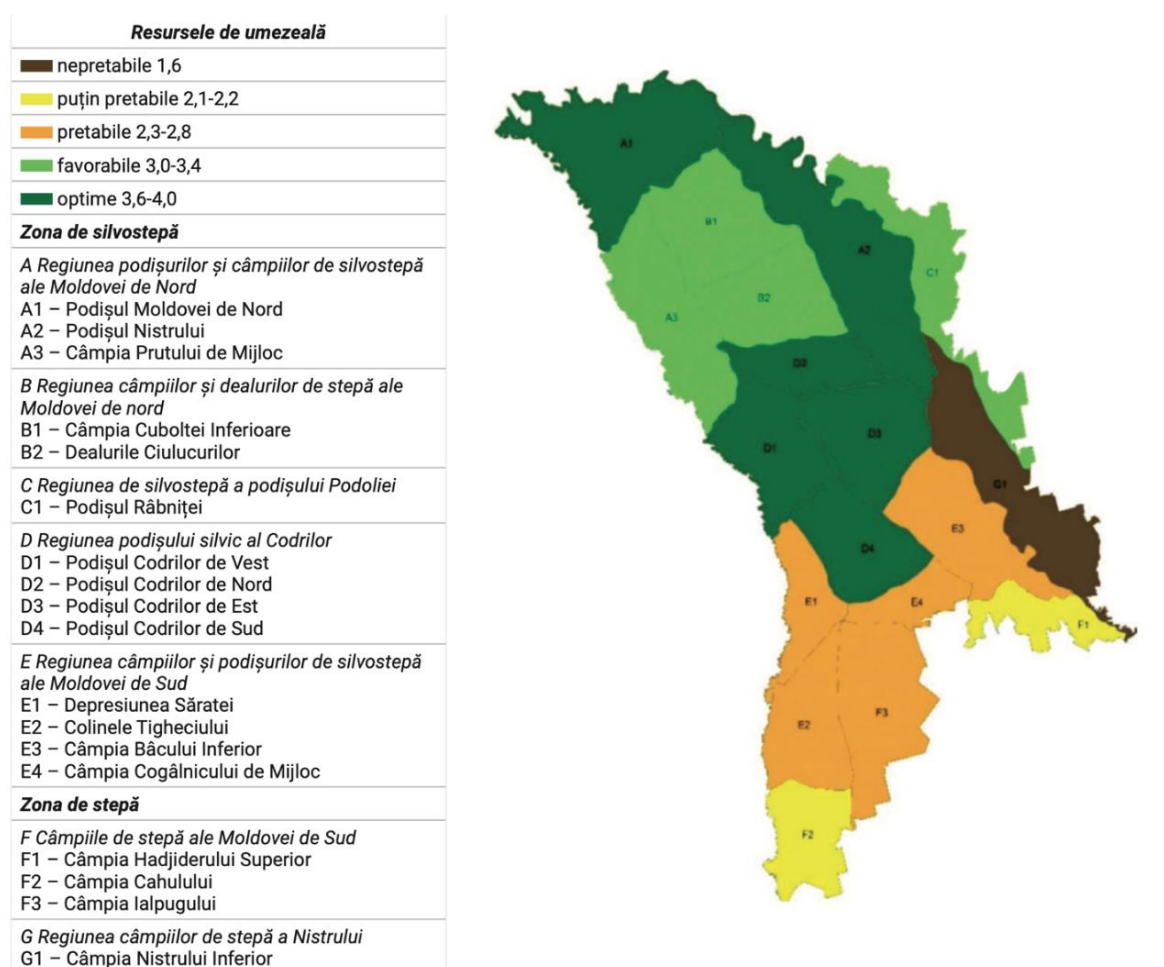 Resursele de umezeală
nepretabile 1,6
puțin pretabile 2,1-2,2
pretabile 2,3-2,8
favorabile 3,0-3,4
optime 3,6-4,0
Zona de silvostepă
A Regiunea podișurilor și câmpiilor de silvostepă
ale Moldovei de Nord
A1 – Podișul Moldovei de Nord
A2 – Podișul Nistrului
A3 – Câmpia Prutului de Mijloc
B Regiunea câmpiilor și dealurilor de stepă ale
Moldovei de nord
B1 – Câmpia Cuboltei Inferioare
B2 – Dealurile Ciulucurilor
C Regiunea de silvostepă a podișului Podoliei
C1 – Podișul Râbniței
D Regiunea podișului silvic al Codrilor
D1 – Podișul Codrilor de Vest
D2 – Podișul Codrilor de Nord
D3 – Podișul Codrilor de Est
D4 – Podișul Codrilor de Sud
E Regiunea câmpiilor și podișurilor de silvostepă
ale Moldovei de Sud
E1 – Depresiunea Săratei
E2 – Colinele Tigheciului
E3 – Câmpia Bâcului Inferior
E4 – Câmpia Cogâlnicului de Mijloc
Zona de stepă
F Câmpiile de stepă ale Moldovei de Sud
F1 – Câmpia Hadjiderului Superior
F2 – Câmpia Cahulului
F3 – Câmpia Ialpugului
G Regiunea câmpiilor de stepă a Nistrului
G1 – Câmpia Nistrului Inferior
A1
B1
A2
C1
B2
A3
D2
D1
D3
G1
E3
D4
E1
E4
F1
E2
F3
F2